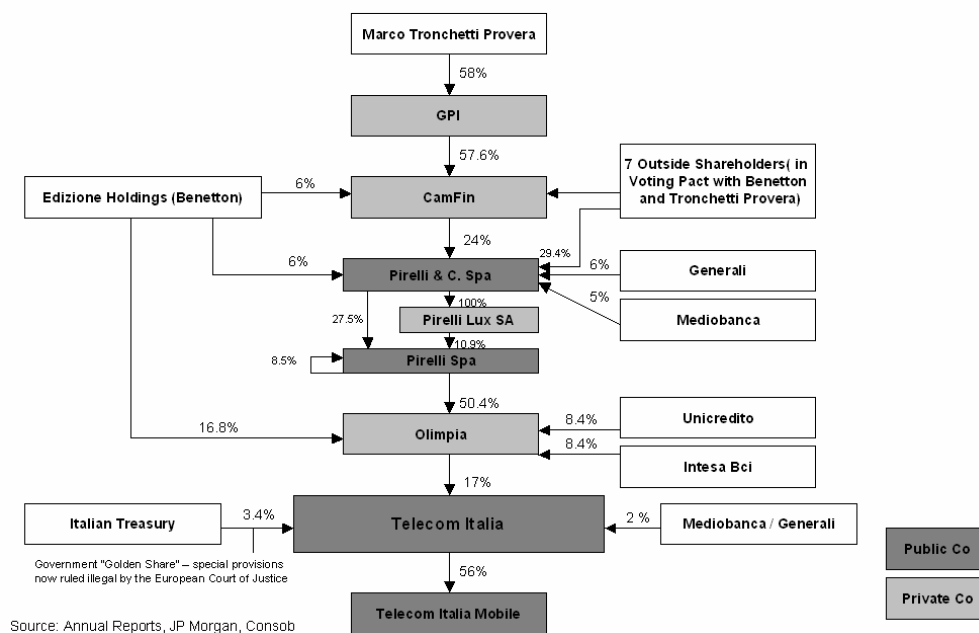 Marco Tronchetti Provera
58%
GPI
57.6%
7 Outside Shareholders( in
Voting Pact with Benetton
and Tronchetti Provera)
Edizione Holdings (Benetton)
6%
CamFin
24%
29.4%
6%
Pirelli & C. Spa
6%
Generali
5%
100%
27.5%
Pirelli Lux SA
Mediobanca
10.9%
8.5%
Pirelli Spa
50.4%
16.8%
Olimpia
8.4%
Unicredito
8.4%
Intesa Bci
17%
Italian Treasury
3.4%
Telecom Italia
2 %
Mediobanca / Generali
Government "Golden Share" – special provisions
now ruled illegal by the European Court of Justice
56%
Public Co
Private Co
Telecom Italia Mobile
Source: Annual Reports, JP Morgan, Consob